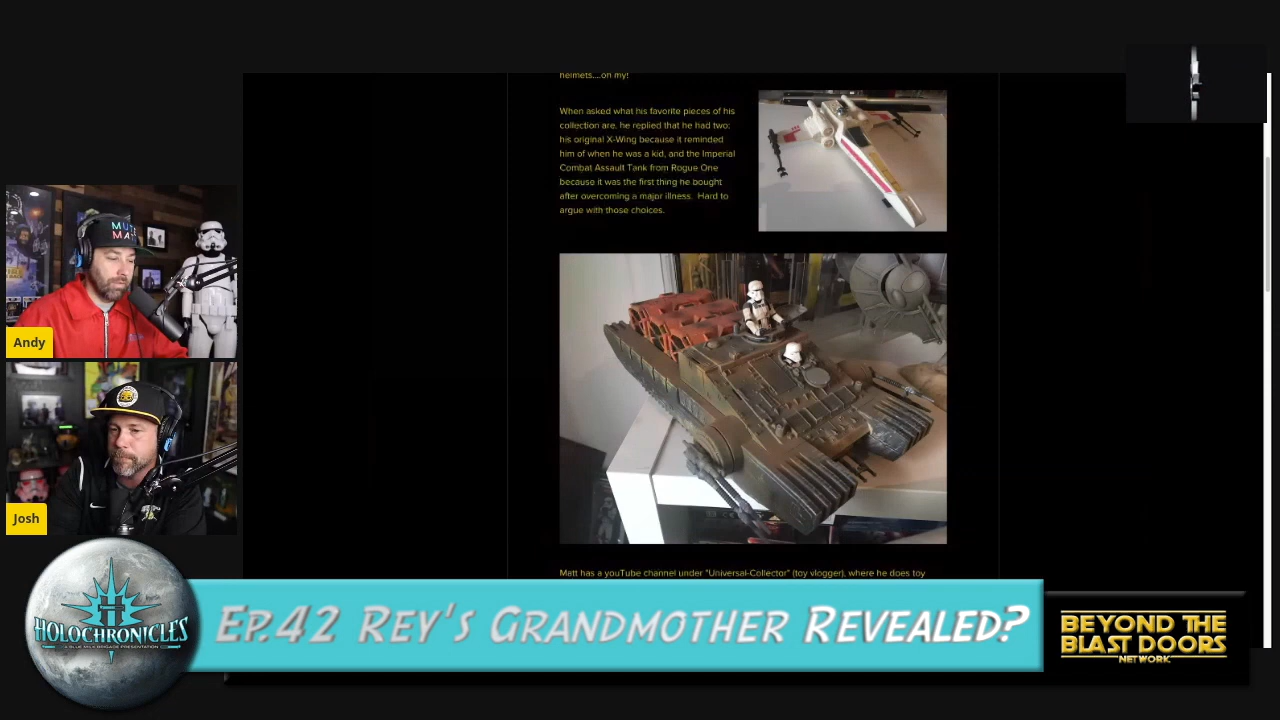 helmets....oh my!
When asked what his favorite pieces of his
collection are, he replied that he had two:
his original X-Wing because it reminded
him of when he was a kid, and the Imperial
Combat Assault Tank from Rogue One
because it was the first thing he bought
after overcoming a major illness. Hard to
argue with those choices.
Andy
Josh
Matt has a youTube channel under "Universal-Collector" (toy vlogger), where he does toy
HOLOCHRONICLES
A BLUE MILK BRIGADE PRESENTATION
Ep.42 Rey's Grandmother Revealed?
BEYOND THE
BLAST DOORS
NETWORK